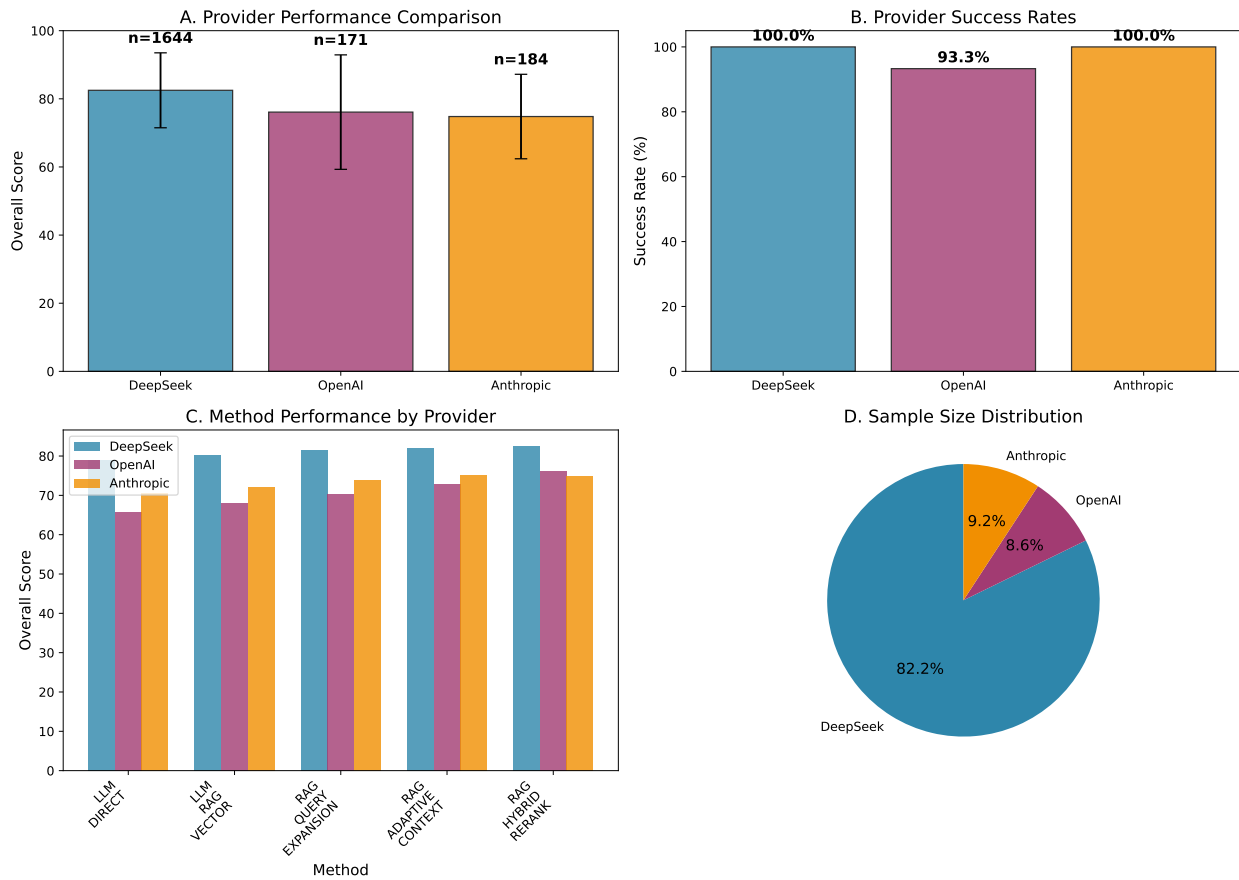 A. Provider Performance Comparison
Overall Score
100
80
60
40
20
0
n=1644
n=171
n=184
DeepSeek
OpenAI
Anthropic
B. Provider Success Rates
Success Rate (%)
100
80
60
40
20
0
100.0%
93.3%
100.0%
DeepSeek
OpenAI
Anthropic
C. Method Performance by Provider
Overall Score
80
70
60
50
40
30
20
10
0
DeepSeek
OpenAI
Anthropic
LLM
DIRECT
LLM
RAG
VECTOR
RAG
QUERY
EXPANSION
RAG
ADAPTIVE
CONTEXT
RAG
HYBRID
RERANK
Method
D. Sample Size Distribution
Anthropic
OpenAI
9.2%
8.6%
82.2%
DeepSeek